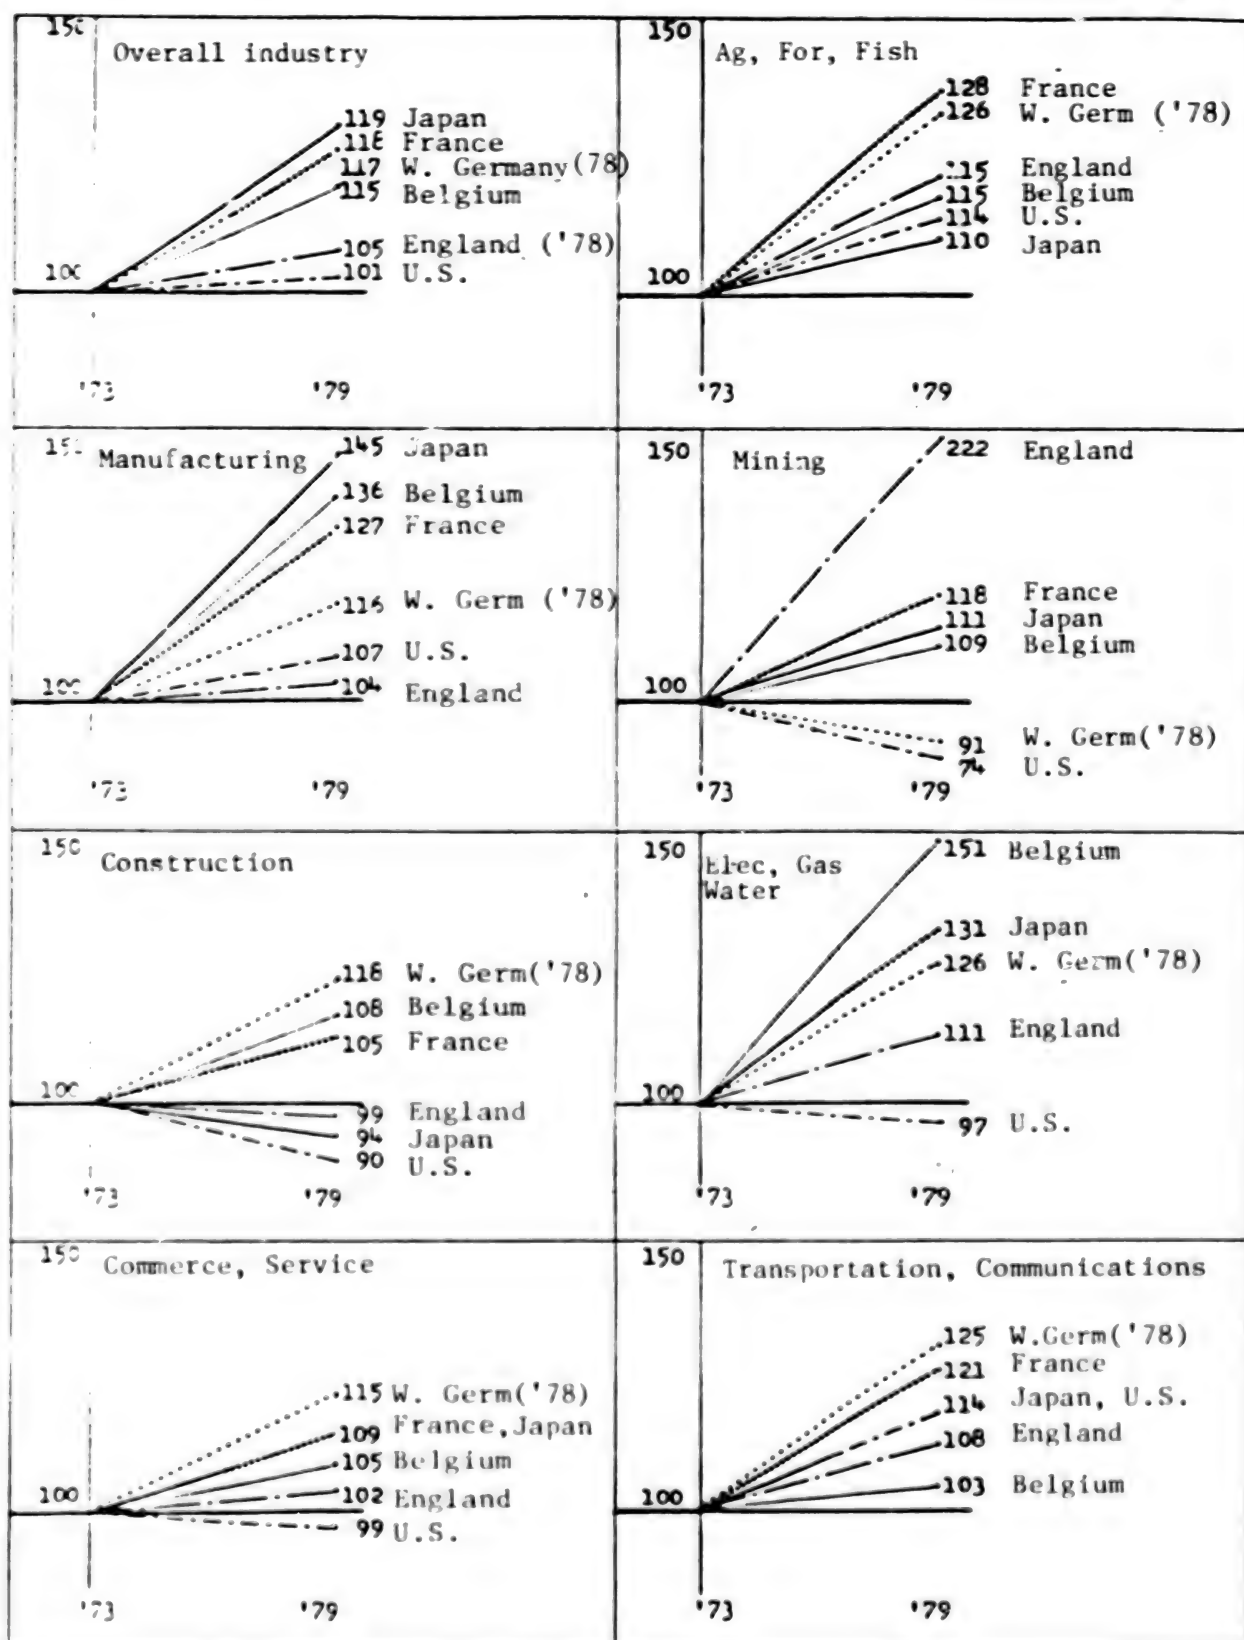 150
Overall industry
119 Japan
118 France
117 W. Germany(78)
115 Belgium
105 England ('78)
100
101 U.S.
'73 '79
150
Ag, For, Fish
128 France
126 W. Germ ('78)
115 England
115 Belgium
114 U.S.
110 Japan
100
'73 '79
150
Manufacturing
145 Japan
136 Belgium
127 France
116 W. Germ ('78)
107 U.S.
100
104 England
'73 '79
150
Mining
222 England
118 France
111 Japan
109 Belgium
100
91 W. Germ('78)
74 U.S.
'73 '79
150
Construction
118 W. Germ('78)
108 Belgium
105 France
100
99 England
94 Japan
90 U.S.
'73 '79
150
Elec, Gas
Water
151 Belgium
131 Japan
126 W. Germ('78)
111 England
100
97 U.S.
'73 '79
150
Commerce, Service
115 W. Germ('78)
109 France,Japan
105 Belgium
100
102 England
99 U.S.
'73 '79
150
Transportation, Communications
125 W.Germ('78)
121 France
114 Japan, U.S.
108 England
103 Belgium
100
'73 '79